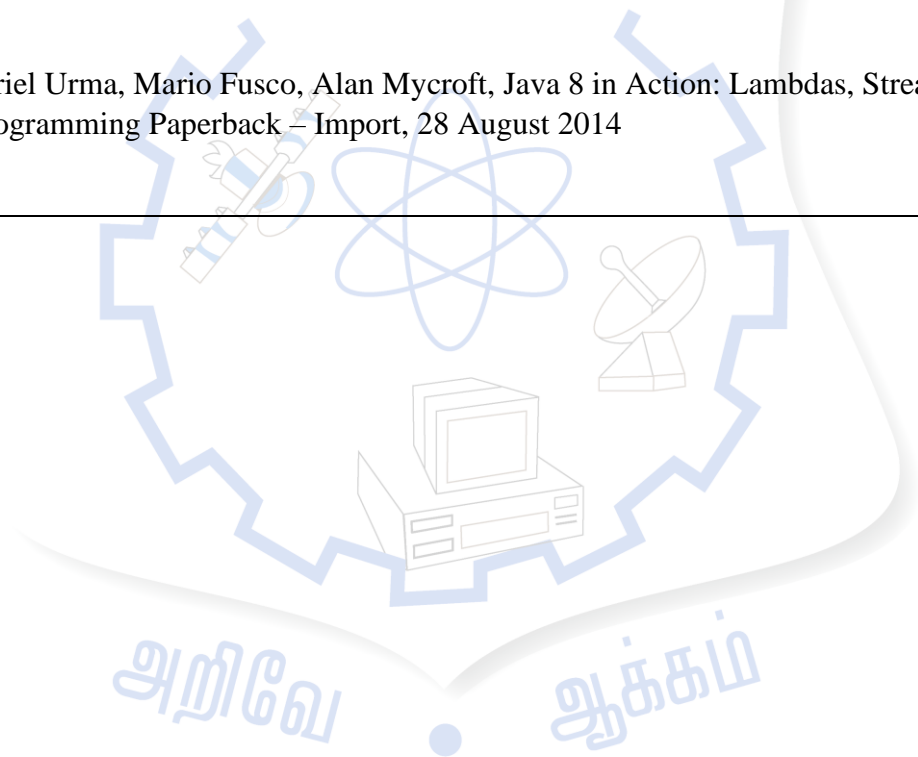 riel Urma, Mario Fusco, Alan Mycroft, Java 8 in Action: Lambdas, Strea
ogramming Paperback – Import, 28 August 2014
அறிவே ஆக்கம்